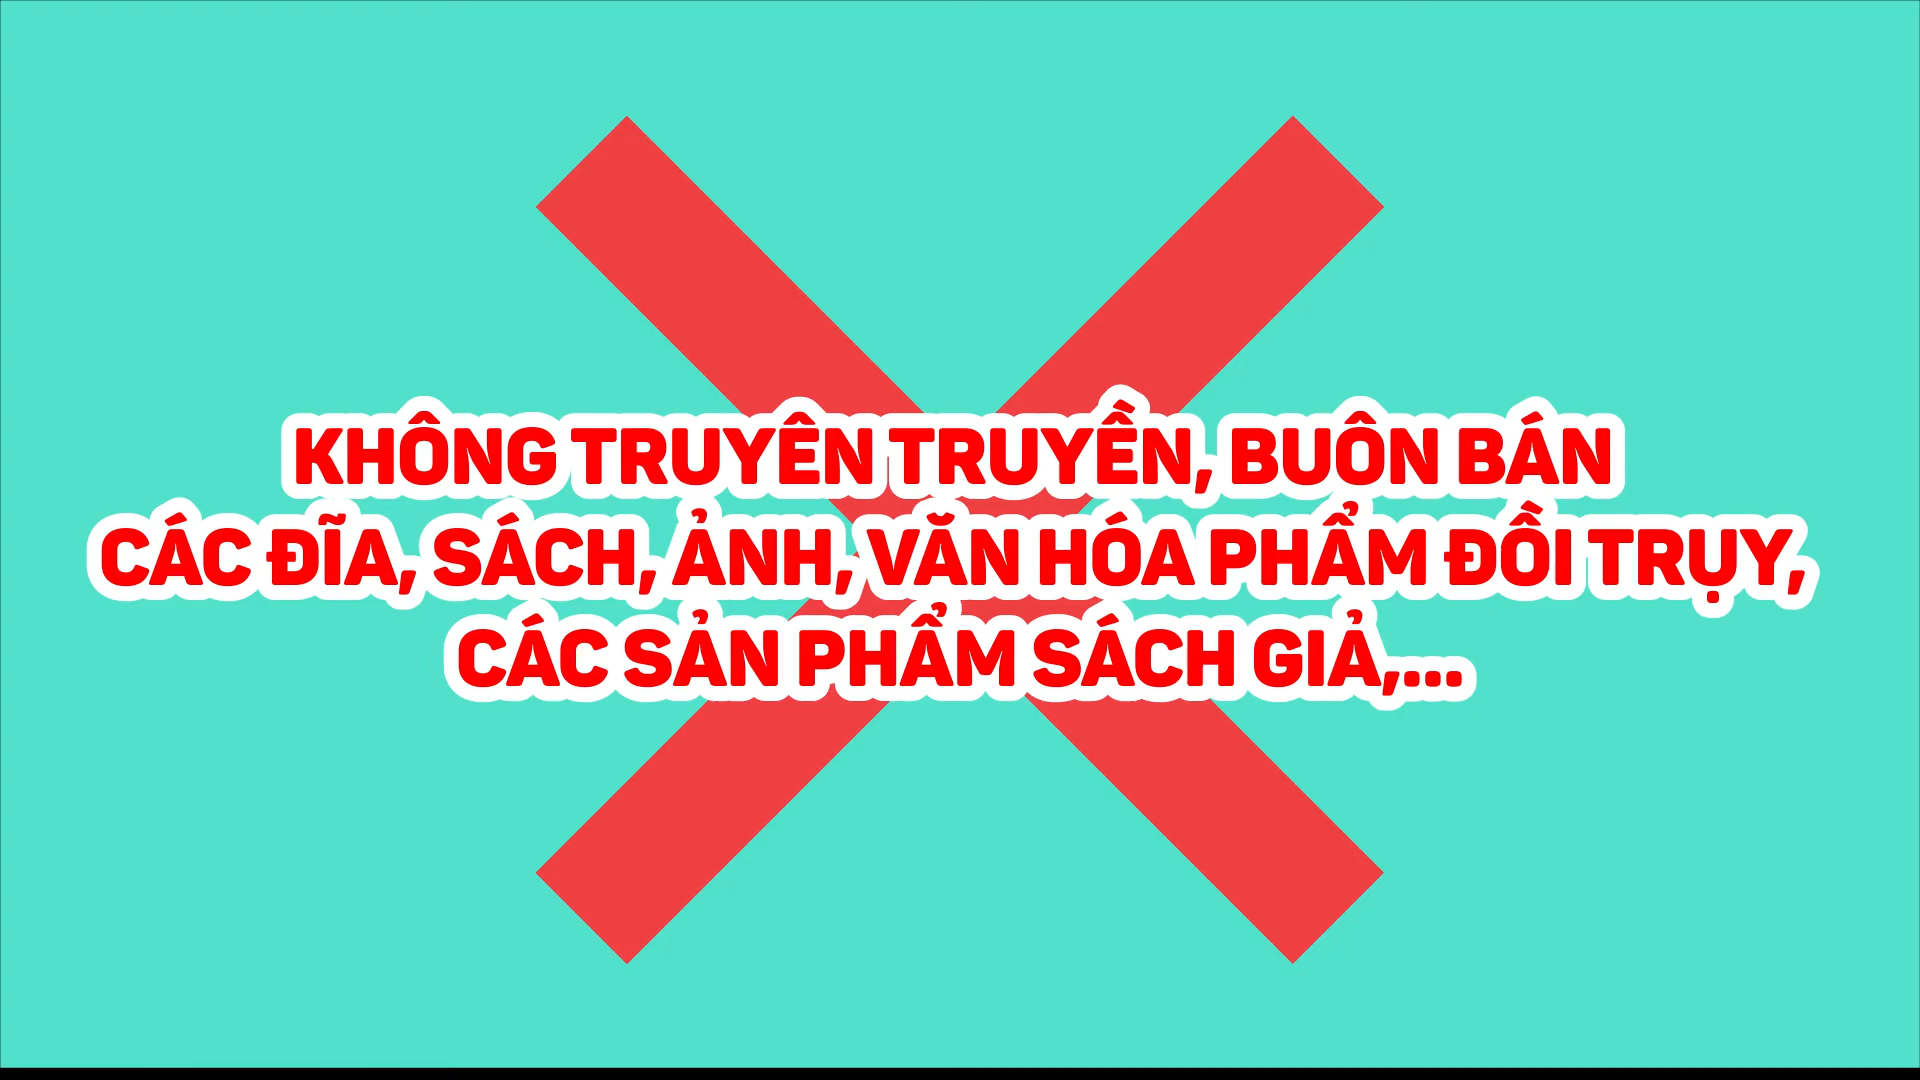 KHÔNG TRUYÊN TRUYỀN, BUÔN BÁN
CÁC ĐĨA, SÁCH, ẢNH, VĂN HÓA PHẨM ĐỒI TRỤY,
CÁC SẢN PHẨM SÁCH GIẢ,...